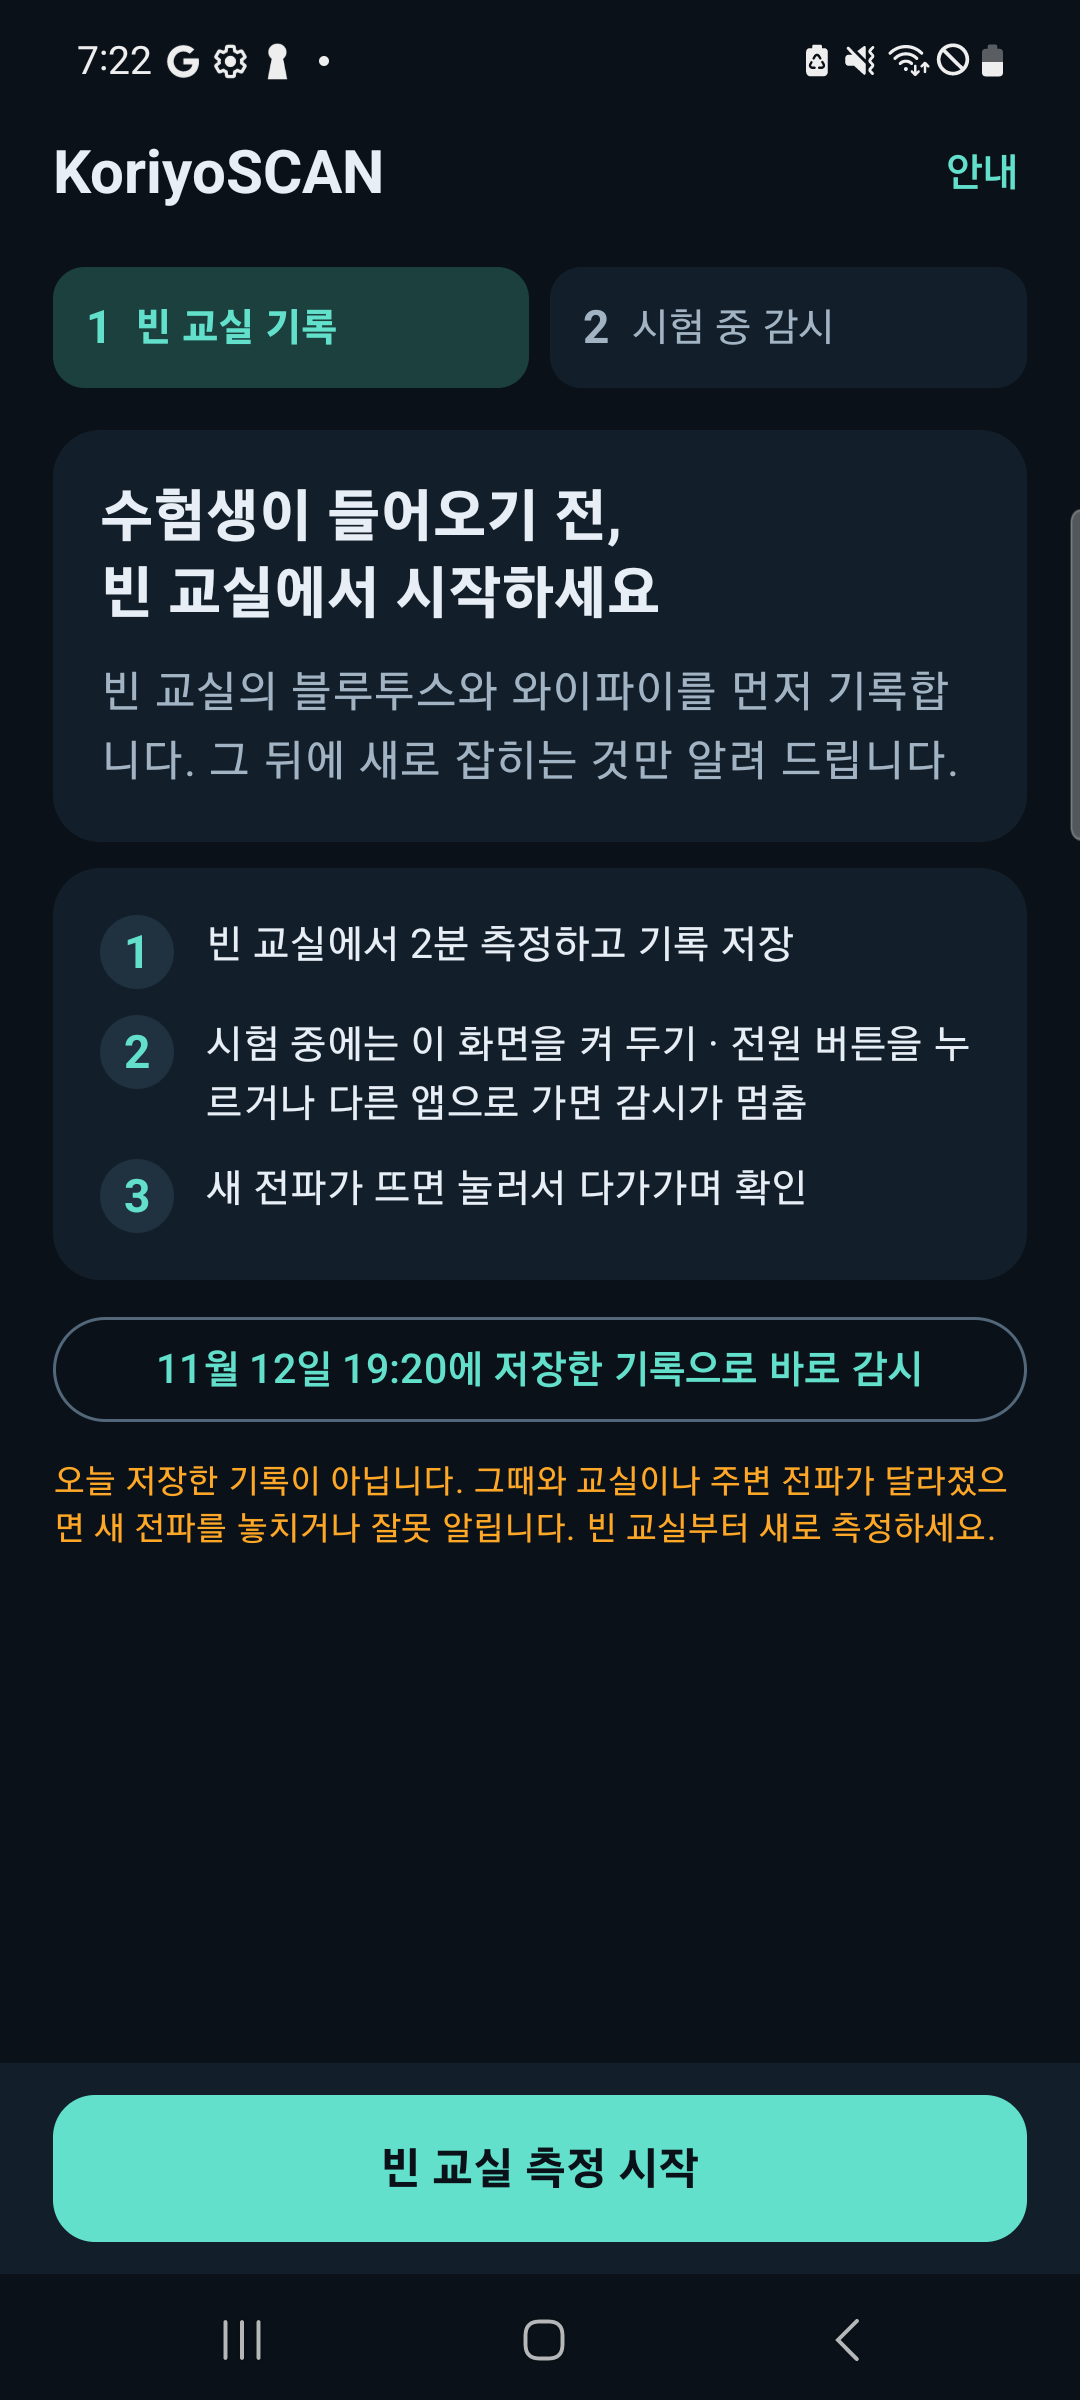 7:22
KoriyoSCAN
안내
1 빈 교실 기록
2 시험 중 감시
수험생이 들어오기 전,
빈 교실에서 시작하세요
빈 교실의 블루투스와 와이파이를 먼저 기록합
니다. 그 뒤에 새로 잡히는 것만 알려 드립니다.
1 빈 교실에서 2분 측정하고 기록 저장
2 시험 중에는 이 화면을 켜 두기 · 전원 버튼을 누
르거나 다른 앱으로 가면 감시가 멈춤
3 새 전파가 뜨면 눌러서 다가가며 확인
11월 12일 19:20에 저장한 기록으로 바로 감시
오늘 저장한 기록이 아닙니다. 그때와 교실이나 주변 전파가 달라졌으
면 새 전파를 놓치거나 잘못 알립니다. 빈 교실부터 새로 측정하세요.
빈 교실 측정 시작